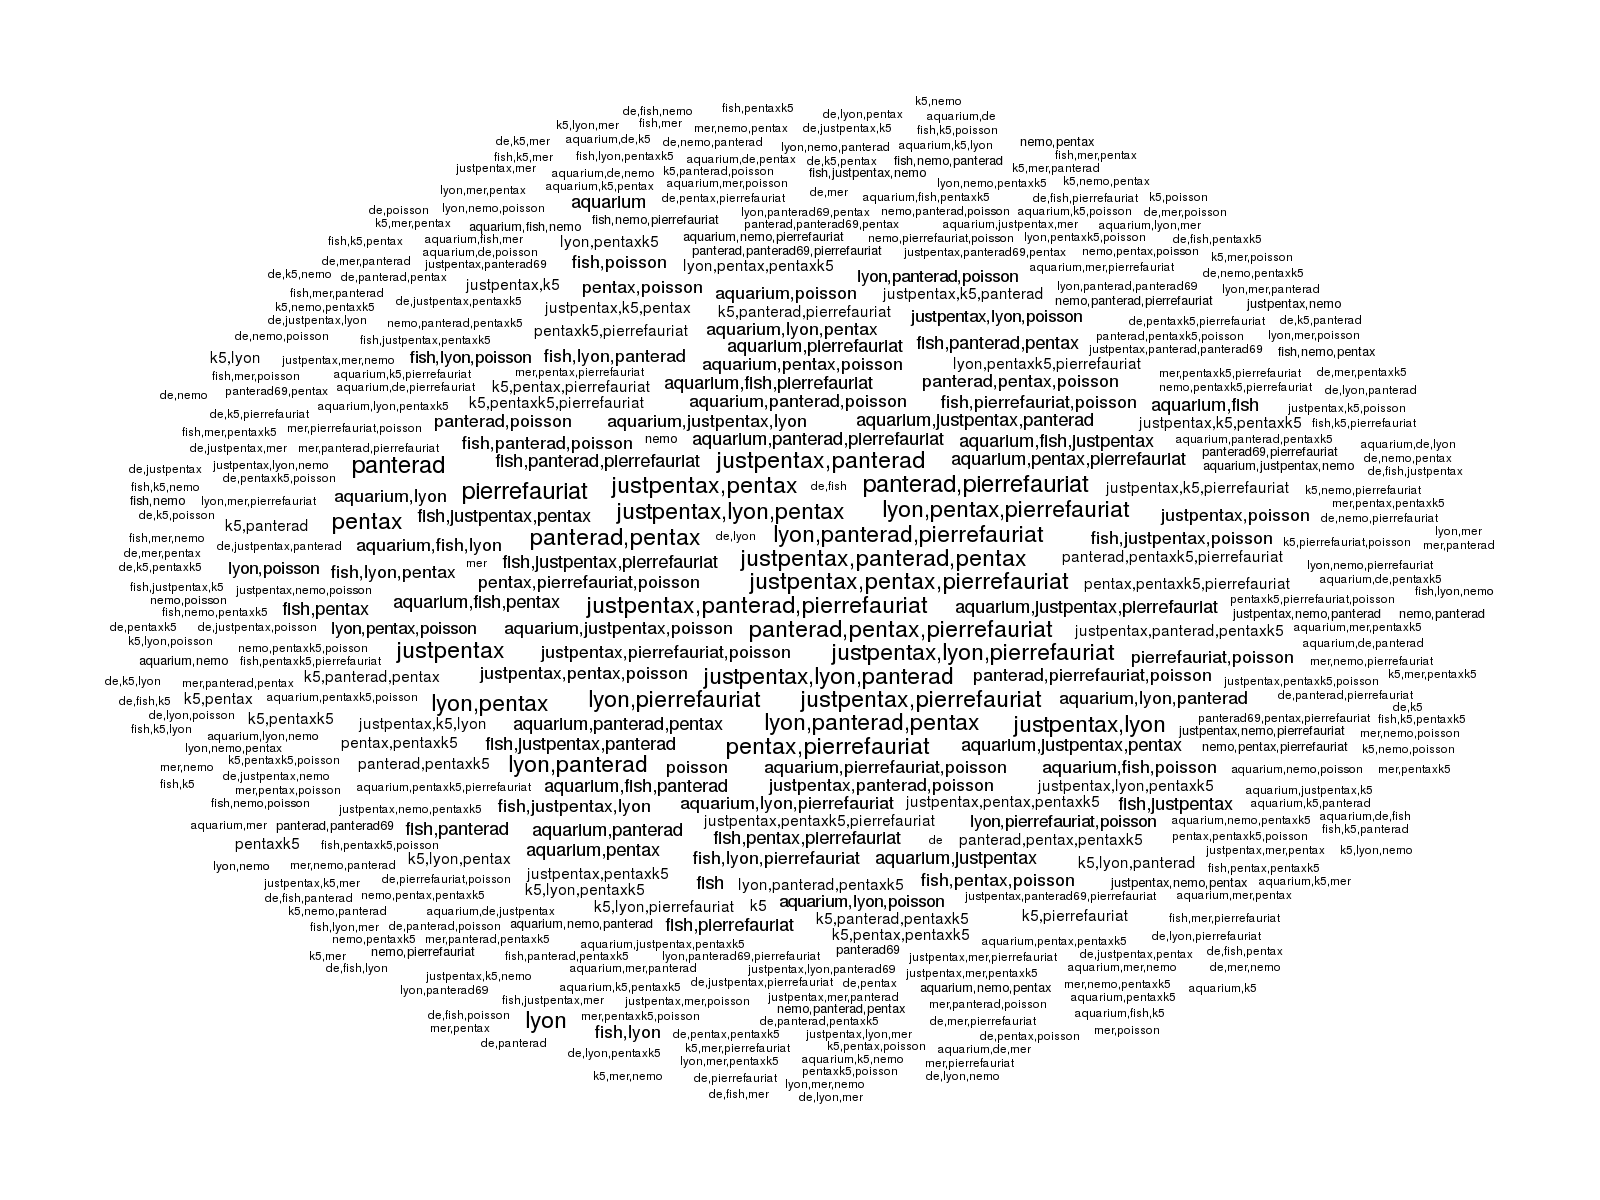 k5,nemo
de,fish,nemo fish,pentaxk5 de,lyon,pentax aquarium,de
k5,lyon,mer fish,mer mer,nemo,pentax de,justpentax,k5 fish,k5,poisson
de,k5,mer aquarium,de,k5 de,nemo,panterad lyon,nemo,panterad aquarium,k5,lyon nemo,pentax
fish,k5,mer fish,lyon,pentaxk5 aquarium,de,pentax de,k5,pentax fish,nemo,panterad fish,mer,pentax
justpentax,mer aquarium,de,nemo k5,panterad,poisson fish,justpentax,nemo k5,mer,panterad
lyon,mer,pentax aquarium,k5,pentax aquarium,mer,poisson lyon,nemo,pentaxk5 k5,nemo,pentax
aquarium de,pentax,pierrefauriat de,mer aquarium,fish,pentaxk5 de,fish,pierrefauriat k5,poisson
de,poisson lyon,nemo,poisson lyon,panterad69,pentax nemo,panterad,poisson aquarium,k5,poisson de,mer,poisson
k5,mer,pentax aquarium,fish,nemo fish,nemo,pierrefauriat panterad,panterad69,pentax aquarium,justpentax,mer aquarium,lyon,mer
fish,k5,pentax aquarium,fish,mer lyon,pentaxk5 aquarium,nemo,pierrefauriat nemo,pierrefauriat,poisson lyon,pentaxk5,poisson de,fish,pentaxk5
aquarium,de,poisson panterad,panterad69,pierrefauriat justpentax,panterad69,pentax nemo,pentax,poisson
de,mer,panterad justpentax,panterad69 fish,poisson lyon,pentax,pentaxk5 aquarium,mer,pierrefauriat k5,mer,poisson
de,k5,nemo de,panterad,pentax lyon,panterad,poisson de,nemo,pentaxk5
fish,mer,panterad justpentax,k5 pentax,poisson aquarium,poisson justpentax,k5,panterad lyon,panterad,panterad69 lyon,mer,panterad
k5,nemo,pentaxk5 de,justpentax,pentaxk5 justpentax,k5,pentax k5,panterad,pierrefauriat nemo,panterad,pierrefauriat justpentax,nemo
de,justpentax,lyon nemo,panterad,pentaxk5 justpentax,lyon,poisson de,pentaxk5,pierrefauriat de,k5,panterad
de,nemo,poisson fish,justpentax,pentaxk5 pentaxk5,pierrefauriat aquarium,lyon,pentax panterad,pentaxk5,poisson lyon,mer,poisson
k5,lyon justpentax,mer,nemo fish,lyon,poisson fish,lyon,panterad aquarium,pierrefauriat fish,panterad,pentax justpentax,panterad,panterad69 fish,nemo,pentax
fish,mer,poisson aquarium,k5,pierrefauriat mer,pentax,pierrefauriat aquarium,pentax,poisson lyon,pentaxk5,pierrefauriat mer,pentaxk5,pierrefauriat de,mer,pentaxk5
de,nemo panterad69,pentax aquarium,de,pierrefauriat k5,pentax,pierrefauriat aquarium,fish,pierrefauriat panterad,pentax,poisson nemo,pentaxk5,pierrefauriat de,lyon,panterad
de,k5,pierrefauriat aquarium,lyon,pentaxk5 k5,pentaxk5,pierrefauriat aquarium,panterad,poisson fish,pierrefauriat,poisson aquarium,fish justpentax,k5,poisson
fish,mer,pentaxk5 mer,pierrefauriat,poisson panterad,poisson aquarium,justpentax,lyon aquarium,justpentax,panterad justpentax,k5,pentaxk5 fish,k5,pierrefauriat
de,justpentax,mer mer,panterad,pierrefauriat fish,panterad,poisson nemo aquarium,panterad,pierrefauriat aquarium,fish,justpentax aquarium,panterad,pentaxk5 aquarium,de,lyon
de,justpentax justpentax,lyon,nemo panterad fish,panterad,pierrefauriat justpentax,panterad aquarium,pentax,pierrefauriat panterad69,pierrefauriat de,nemo,pentax
de,pentaxk5,poisson aquarium,justpentax,nemo de,fish,justpentax
fish,k5,nemo pierrefauriat justpentax,pentax de,fish panterad,pierrefauriat justpentax,k5,pierrefauriat k5,nemo,pierrefauriat
fish,nemo lyon,mer,pierrefauriat aquarium,lyon justpentax,lyon,pentax lyon,pentax,pierrefauriat mer,pentax,pentaxk5
de,k5,poisson k5,panterad pentax fish,justpentax,pentax justpentax,poisson de,nemo,pierrefauriat
fish,mer,nemo de,justpentax,panterad aquarium,fish,lyon panterad,pentax de,lyon lyon,panterad,pierrefauriat fish,justpentax,poisson k5,pierrefauriat,poisson lyon,mer
de,mer,pentax mer,panterad
de,k5,pentaxk5 lyon,poisson fish,lyon,pentax mer fish,justpentax,pierrefauriat justpentax,panterad,pentax panterad,pentaxk5,pierrefauriat lyon,nemo,pierrefauriat
fish,justpentax,k5 justpentax,nemo,poisson pentax,pierrefauriat,poisson justpentax,pentax,pierrefauriat pentax,pentaxk5,pierrefauriat aquarium,de,pentaxk5
nemo,poisson fish,lyon,nemo
fish,nemo,pentaxk5 fish,pentax aquarium,fish,pentax justpentax,panterad,pierrefauriat aquarium,justpentax,pierrefauriat pentaxk5,pierrefauriat,poisson justpentax,nemo,panterad nemo,panterad
de,pentaxk5 de,justpentax,poisson lyon,pentax,poisson aquarium,justpentax,poisson panterad,pentax,pierrefauriat justpentax,panterad,pentaxk5 aquarium,mer,pentaxk5
k5,lyon,poisson nemo,pentaxk5,poisson justpentax justpentax,pierrefauriat,poisson justpentax,lyon,pierrefauriat pierrefauriat,poisson aquarium,de,panterad
aquarium,nemo fish,pentaxk5,pierrefauriat mer,nemo,pierrefauriat
de,k5,lyon mer,panterad,pentax k5,panterad,pentax justpentax,pentax,poisson justpentax,lyon,panterad panterad,pierrefauriat,poisson justpentax,pentaxk5,poisson k5,mer,pentaxk5
de,fish,k5 k5,pentax aquarium,pentaxk5,poisson lyon,pentax lyon,pierrefauriat justpentax,pierrefauriat aquarium,lyon,panterad de,panterad,pierrefauriat de,k5
de,lyon,poisson k5,pentaxk5 justpentax,k5,lyon aquarium,panterad,pentax lyon,panterad,pentax justpentax,lyon panterad69,pentax,pierrefauriat fish,k5,pentaxk5
fish,k5,lyon aquarium,lyon,nemo justpentax,nemo,pierrefauriat mer,nemo,poisson
lyon,nemo,pentax pentax,pentaxk5 fish,justpentax,panterad pentax,pierrefauriat aquarium,justpentax,pentax nemo,pentax,pierrefauriat k5,nemo,poisson
mer,nemo k5,pentaxk5,poisson panterad,pentaxk5 lyon,panterad poisson aquarium,pierrefauriat,poisson aquarium,fish,poisson aquarium,nemo,poisson mer,pentaxk5
fish,k5 de,justpentax,nemo mer,pentax,poisson aquarium,pentaxk5,pierrefauriat aquarium,fish,panterad justpentax,panterad,poisson justpentax,lyon,pentaxk5 aquarium,justpentax,k5
fish,nemo,poisson justpentax,nemo,pentaxk5 fish,justpentax,lyon aquarium,lyon,pierrefauriat justpentax,pentax,pentaxk5 fish,justpentax aquarium,k5,panterad
aquarium,mer panterad,panterad69 fish,panterad aquarium,panterad justpentax,pentaxk5,pierrefauriat lyon,pierrefauriat,poisson aquarium,nemo,pentaxk5 aquarium,de,fish
fish,k5,panterad
pentaxk5 fish,pentaxk5,poisson aquarium,pentax fish,pentax,pierrefauriat de panterad,pentax,pentaxk5 pentax,pentaxk5,poisson
justpentax,mer,pentax k5,lyon,nemo
lyon,nemo mer,nemo,panterad k5,lyon,pentax fish,lyon,pierrefauriat aquarium,justpentax k5,lyon,panterad fish,pentax,pentaxk5
justpentax,k5,mer de,pierrefauriat,poisson justpentax,pentaxk5 fish lyon,panterad,pentaxk5 fish,pentax,poisson justpentax,nemo,pentax aquarium,k5,mer
de,fish,panterad nemo,pentax,pentaxk5 k5,lyon,pentaxk5 justpentax,panterad69,pierrefauriat aquarium,mer,pentax
k5,nemo,panterad aquarium,de,justpentax k5,lyon,pierrefauriat k5 aquarium,lyon,poisson k5,pierrefauriat
fish,lyon,mer de,panterad,poisson aquarium,nemo,panterad fish,pierrefauriat k5,panterad,pentaxk5 fish,mer,pierrefauriat
nemo,pentaxk5 mer,panterad,pentaxk5 aquarium,justpentax,pentaxk5 k5,pentax,pentaxk5 aquarium,pentax,pentaxk5 de,lyon,pierrefauriat
k5,mer nemo,pierrefauriat fish,panterad,pentaxk5 lyon,panterad69,pierrefauriat panterad69 justpentax,mer,pierrefauriat de,justpentax,pentax de,fish,pentax
de,fish,lyon aquarium,mer,panterad justpentax,lyon,panterad69 justpentax,mer,pentaxk5 aquarium,mer,nemo de,mer,nemo
justpentax,k5,nemo de,justpentax,pierrefauriat de,pentax
lyon,panterad69 aquarium,k5,pentaxk5 aquarium,nemo,pentax mer,nemo,pentaxk5 aquarium,k5
fish,justpentax,mer justpentax,mer,poisson justpentax,mer,panterad mer,panterad,poisson aquarium,pentaxk5
de,fish,poisson lyon mer,pentaxk5,poisson nemo,panterad,pentax aquarium,fish,k5
mer,pentax fish,lyon de,panterad,pentaxk5 de,mer,pierrefauriat mer,poisson
de,panterad de,pentax,pentaxk5 justpentax,lyon,mer de,pentax,poisson
de,lyon,pentaxk5 k5,mer,pierrefauriat k5,pentax,poisson aquarium,de,mer
lyon,mer,pentaxk5 aquarium,k5,nemo mer,pierrefauriat
k5,mer,nemo de,pierrefauriat pentaxk5,poisson de,lyon,nemo
lyon,mer,nemo
de,fish,mer de,lyon,mer